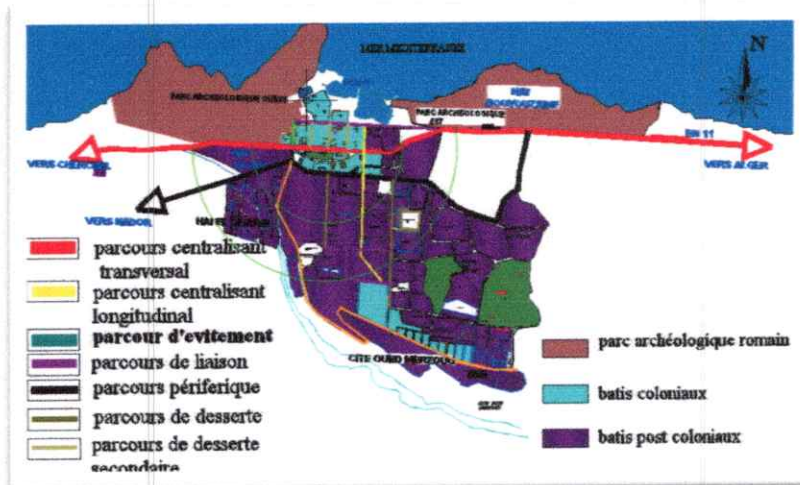 MER MEDITERRANEE
N
PARC ARCHEOLOGIQUE OUEST
PARC ARCHEOLOGIQUE
EST
RN 11
VERS CHERCHELL
VERS ALGER
VERS NADOR
CITE OUED MERZOUG
parcours centralisant
transversal
parcours centralisant
longitudinal
parcour d'evitement
parcours de liaison
parcours périferique
parcours de desserte
parcours de desserte
secondaire
parc archéologique romain
batis coloniaux
batis post coloniaux